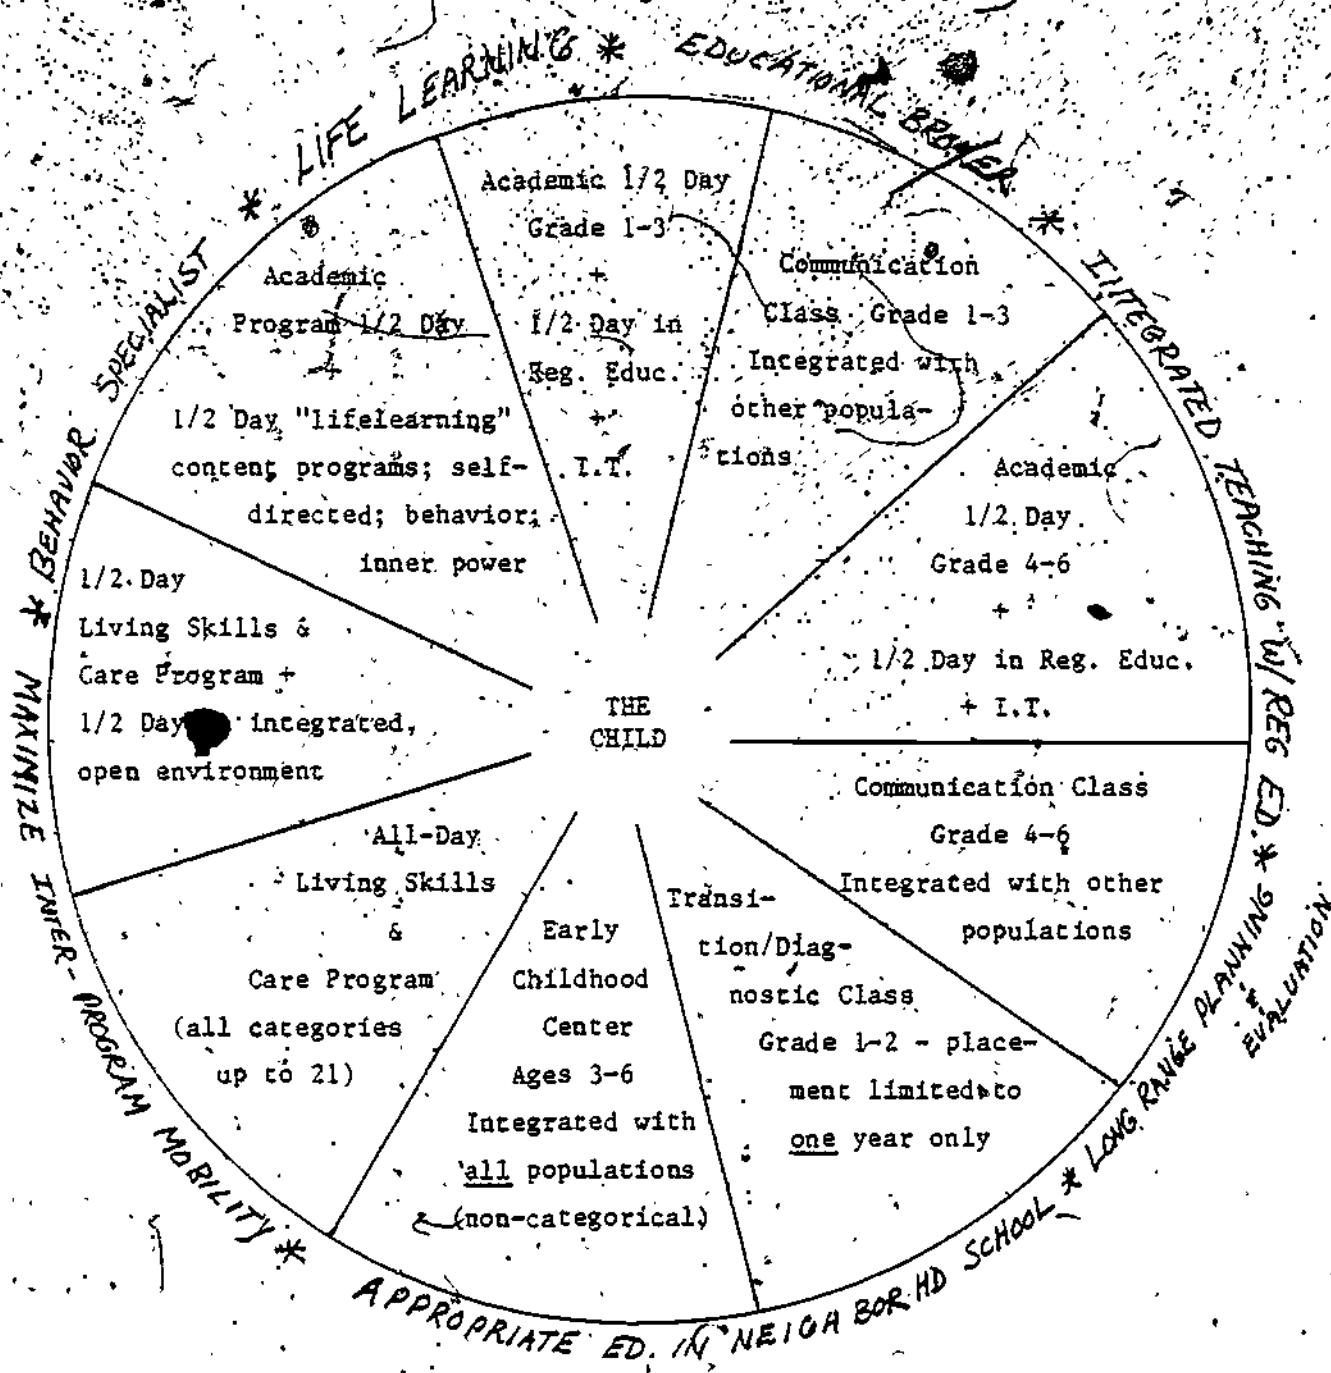 * LIFE LEARNING * EDUCATIONAL BROKER * INTEGRATED TEACHING W/ REG ED. * LONG RANGE PLANNING &
EVALUATION
* APPROPRIATE ED. IN NEIGHBORHD SCHOOL
* MAXIMIZE INTER-PROGRAM MOBILITY
* BEHAVIOR SPECIALIST
Academic 1/2 Day
Grade 1-3
+
1/2 Day in
Reg. Educ.
+
I.T.
Communication
Class Grade 1-3
Integrated with
other popula-
tions
Academic
1/2 Day
Grade 4-6
+
1/2 Day in Reg. Educ.
+ I.T.
Communication Class
Grade 4-6
Integrated with other
populations
Transi-
tion/Diag-
nostic Class
Grade 1-2 - place-
ment limited to
one year only
Early
Childhood
Center
Ages 3-6
Integrated with
all populations
(non-categorical)
All-Day
Living Skills
&
Care Program
(all categories
up to 21)
1/2 Day
Living Skills &
Care Program +
1/2 Day integrated,
open environment
Academic
Program 1/2 Day
+
1/2 Day "lifelearning"
content programs; self-
directed; behavior;
inner power
THE
CHILD